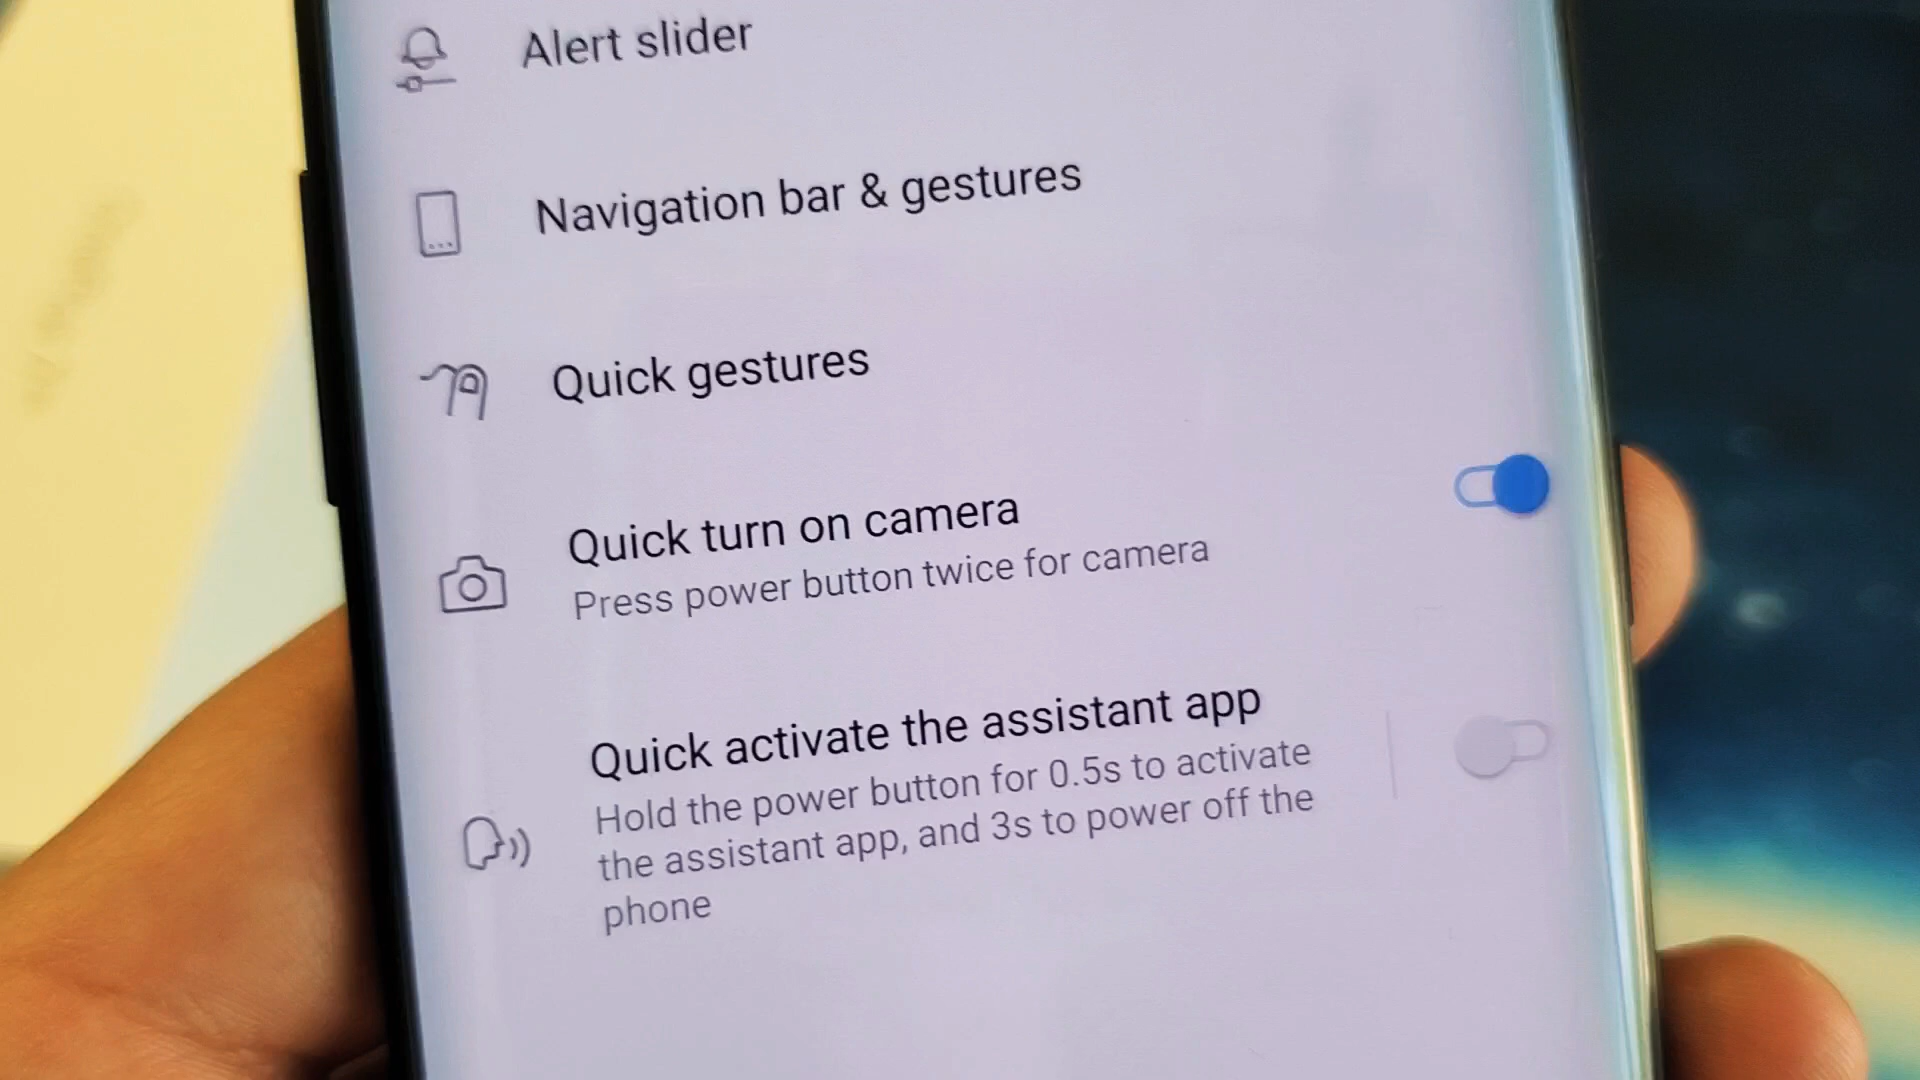 Alert slider
Navigation bar & gestures
Quick gestures
Quick turn on camera
Press power button twice for camera
Quick activate the assistant app
Hold the power button for 0.5s to activate
the assistant app, and 3s to power off the
phone